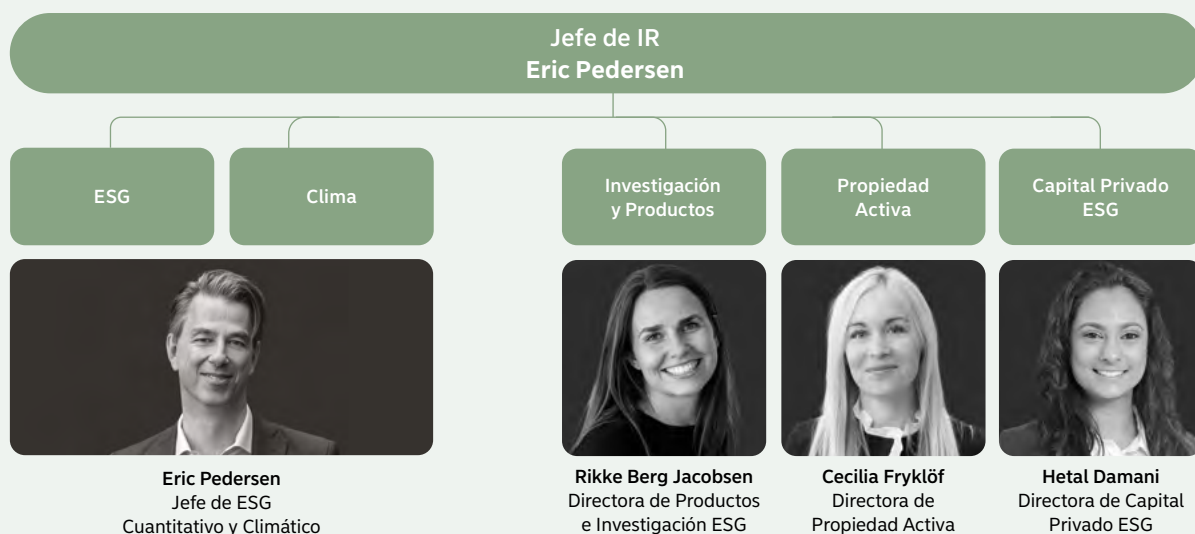 Jefe de IR
Eric Pedersen
ESG
Clima
Investigación
y Productos
Propiedad
Activa
Capital Privado
ESG
Eric Pedersen
Jefe de ESG
Cuantitativo y Climático
Rikke Berg Jacobsen
Directora de Productos
e Investigación ESG
Cecilia Fryklöf
Directora de
Propiedad Activa
Hetal Damani
Directora de Capital
Privado ESG